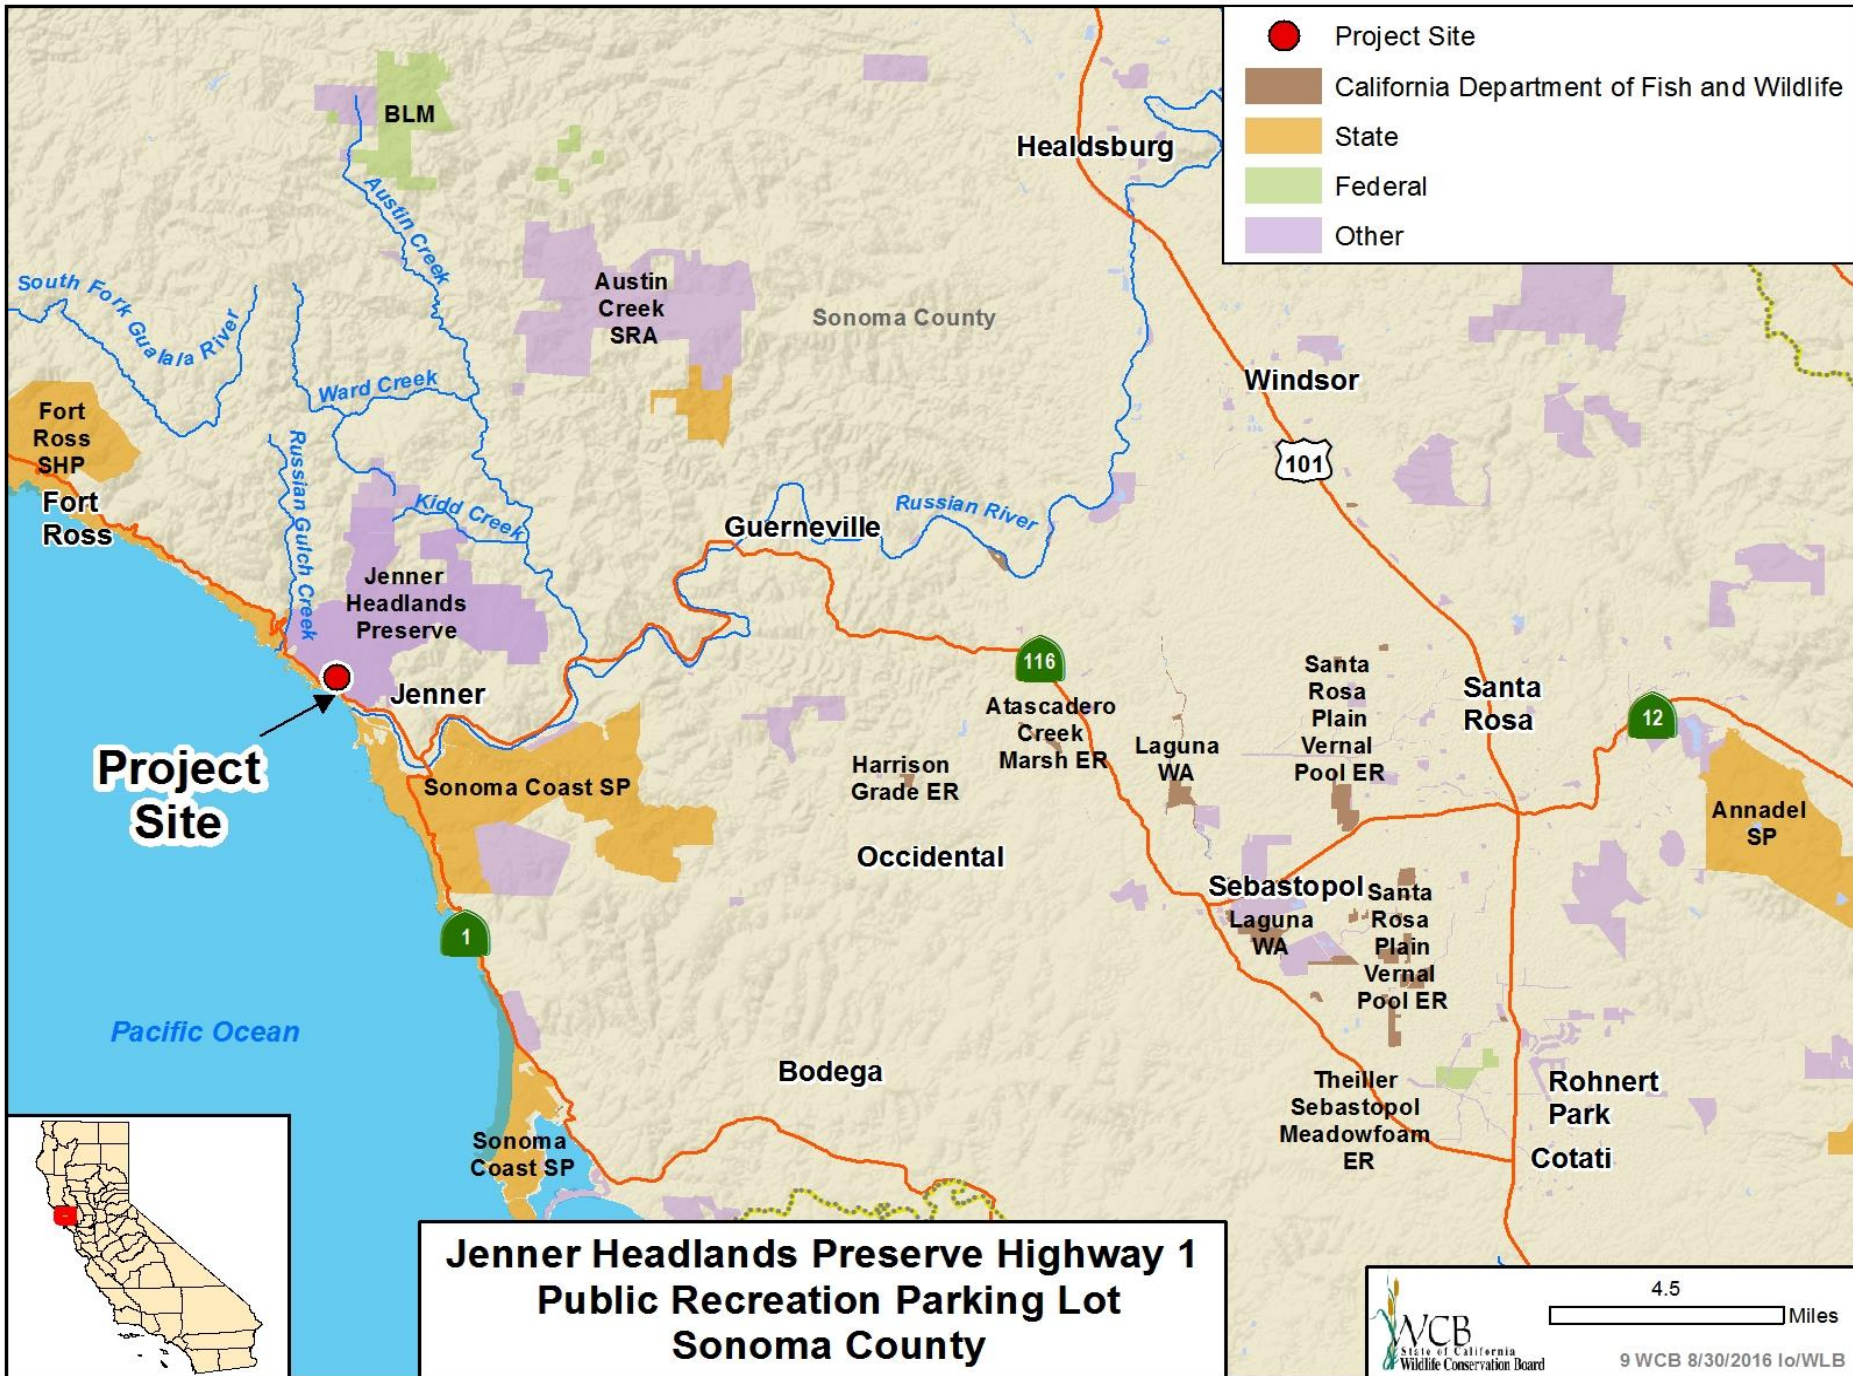 Project Site
California Department of Fish and Wildlife
State
Federal
Other
BLM
Healdsburg
Austin Creek
South Fork Gualala River
Austin
Creek
SRA
Sonoma County
Ward Creek
Windsor
Fort
Ross
SHP
Russian Gulch Creek
101
Fort
Ross
Kidd Creek
Russian River
Guerneville
Jenner
Headlands
Preserve
116
Santa
Rosa
Plain
Vernal
Pool ER
Santa
Rosa
12
Jenner
Atascadero
Creek
Marsh ER
Laguna
WA
Project
Site
Harrison
Grade ER
Sonoma Coast SP
Annadel
SP
Occidental
Sebastopol
Santa
Rosa
Plain
Vernal
Pool ER
Laguna
WA
1
Pacific Ocean
Bodega
Theiller
Sebastopol
Meadowfoam
ER
Rohnert
Park
Cotati
Sonoma
Coast SP
Jenner Headlands Preserve Highway 1
Public Recreation Parking Lot
Sonoma County
4.5
Miles
WCB
State of California
Wildlife Conservation Board
9 WCB 8/30/2016 lo/WLB